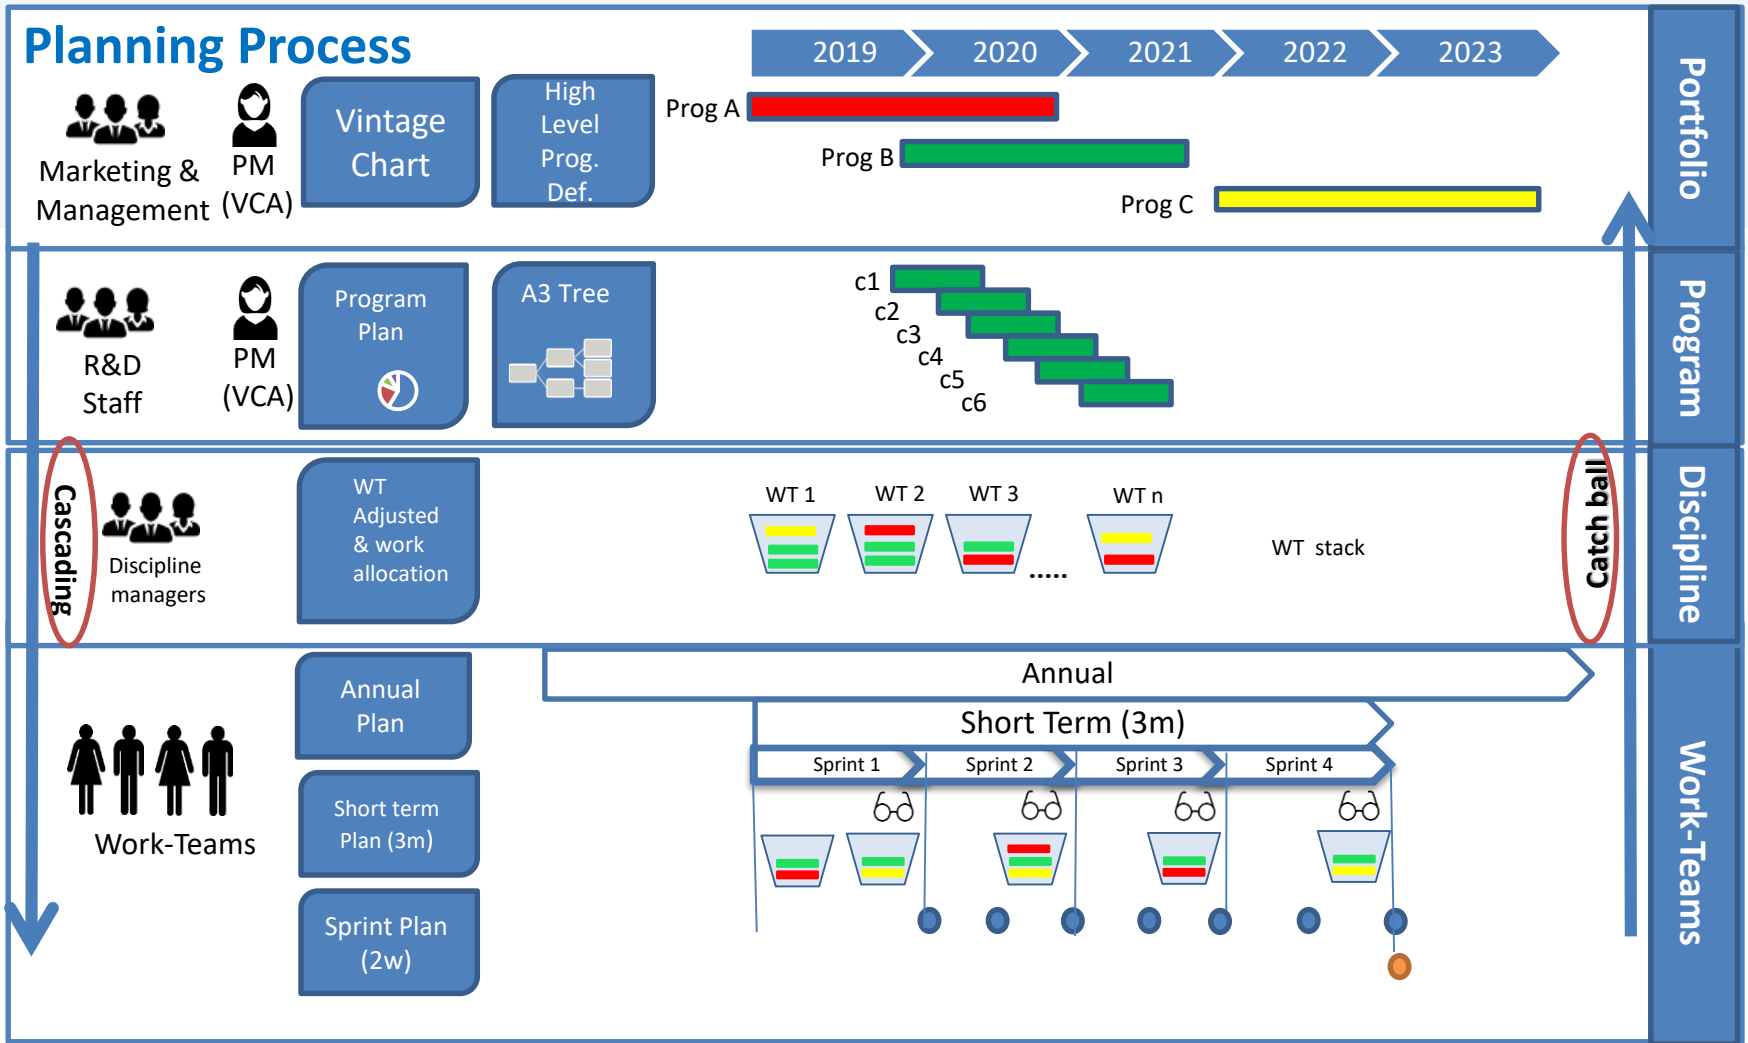 Planning Process
2019
2020
2021
2022
2023
Portfolio
Marketing &
Management
PM
(VCA)
Vintage
Chart
High
Level
Prog.
Def.
Prog A
Prog B
Prog C
Program
R&D
Staff
PM
(VCA)
Program
Plan
A3 Tree
c1
c2
c3
c4
c5
c6
Discipline
Cascading
Discipline
managers
WT
Adjusted
& work
allocation
WT 1
WT 2
WT 3
.....
WT n
WT stack
Catch ball
Work-Teams
Work-Teams
Annual
Plan
Short term
Plan (3m)
Sprint Plan
(2w)
Annual
Short Term (3m)
Sprint 1
Sprint 2
Sprint 3
Sprint 4